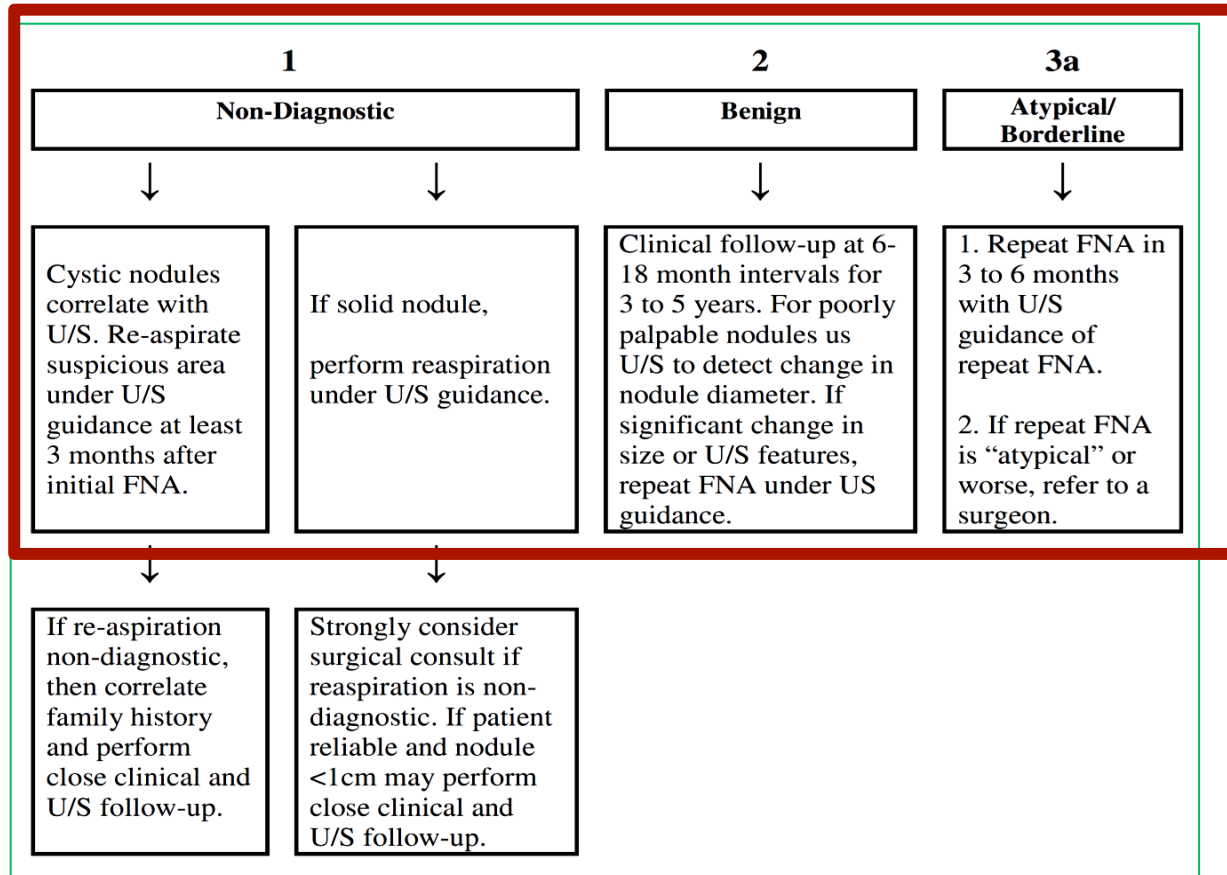 1
Non-Diagnostic
2
Benign
3a
Atypical/
Borderline
Cystic nodules
correlate with
U/S. Re-aspirate
suspicious area
under U/S
guidance at least
3 months after
initial FNA.
If solid nodule,
perform reaspiration
under U/S guidance.
Clinical follow-up at 6-
18 month intervals for
3 to 5 years. For poorly
palpable nodules us
U/S to detect change in
nodule diameter. If
significant change in
size or U/S features,
repeat FNA under US
guidance.
1. Repeat FNA in
3 to 6 months
with U/S
guidance of
repeat FNA.
2. If repeat FNA
is “atypical” or
worse, refer to a
surgeon.
If re-aspiration
non-diagnostic,
then correlate
family history
and perform
close clinical and
U/S follow-up.
Strongly consider
surgical consult if
reaspiration is non-
diagnostic. If patient
reliable and nodule
<1cm may perform
close clinical and
U/S follow-up.